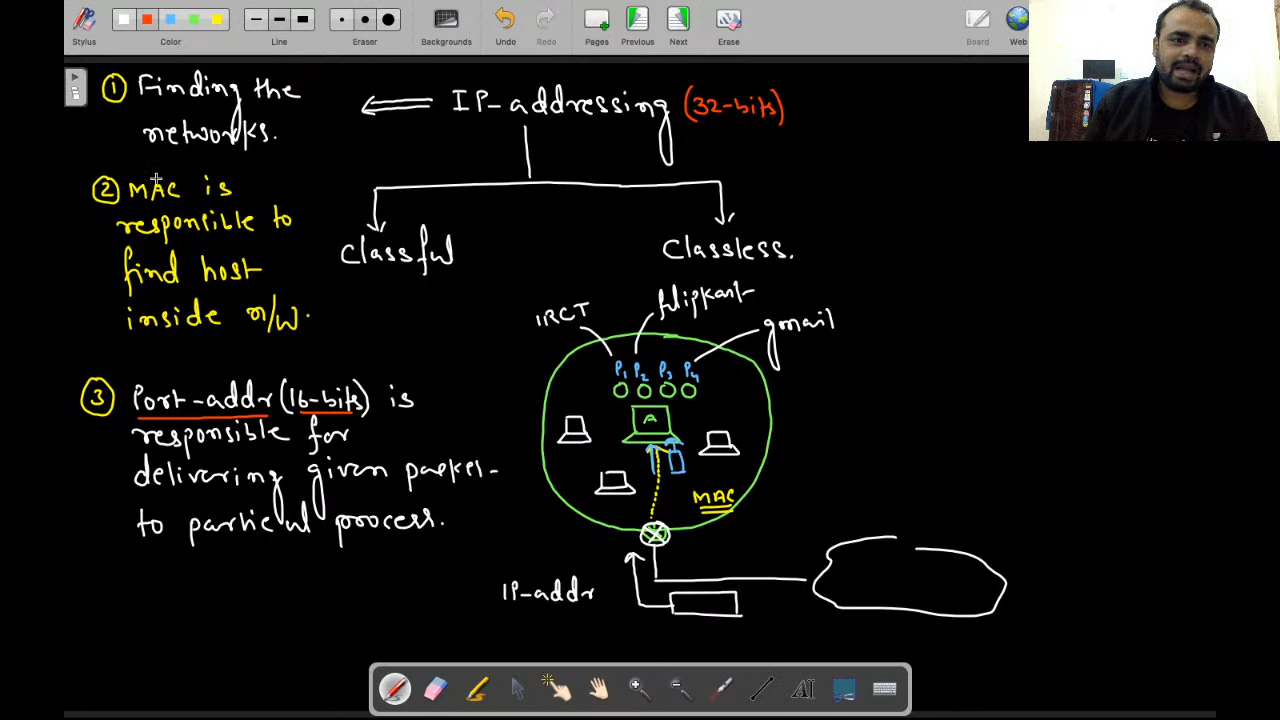 Stylus
Color
Line
Eraser
Backgrounds
Undo
Redo
Pages
Previous
Next
Erase
Board
Web
① Finding the
networks.
IP-addressing (32-bits)
② MAC is
responsible to
find host
inside n/w.
Classful
Classless.
IRCT
flipkart
gmail
P1 P2 P3 P4
A
MAC
③ Port-addr (16-bits) is
responsible for
delivering given packet
to particul process.
IP-addr
AI